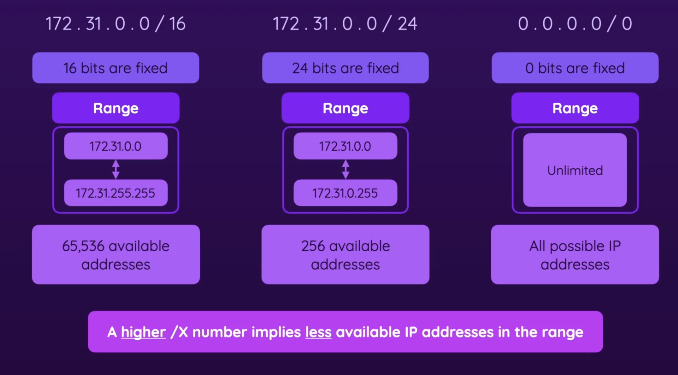 172.31.0.0/16
16 bits are fixed
Range
172.31.0.0
172.31.255.255
65,536 available
addresses
172.31.0.0/24
24 bits are fixed
Range
172.31.0.0
172.31.0.255
256 available
addresses
0.0.0.0/0
0 bits are fixed
Range
Unlimited
All possible IP
addresses
A higher /X number implies less available IP addresses in the range